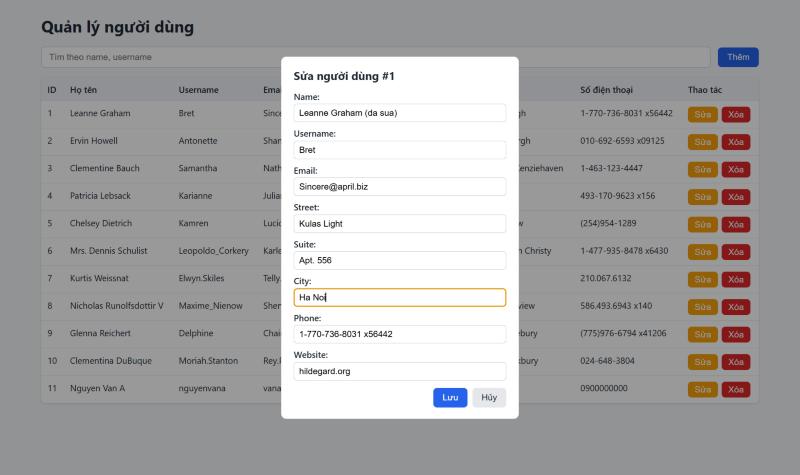 Quản lý người dùng
Tìm theo name, username
Thêm
ID Họ tên Username Số điện thoại Thao tác
1 Leanne Graham Bret 1-770-736-8031 x56442 Sửa Xóa
2 Ervin Howell Antonette 010-692-6593 x09125 Sửa Xóa
3 Clementine Bauch Samantha 1-463-123-4447 Sửa Xóa
4 Patricia Lebsack Karianne 493-170-9623 x156 Sửa Xóa
5 Chelsey Dietrich Kamren (254)954-1289 Sửa Xóa
6 Mrs. Dennis Schulist Leopoldo_Corkery Christy 1-477-935-8478 x6430 Sửa Xóa
7 Kurtis Weissnat Elwyn.Skiles Telly. 210.067.6132 Sửa Xóa
8 Nicholas Runolfsdottir V Maxime_Nienow 586.493.6943 x140 Sửa Xóa
9 Glenna Reichert Delphine (775)976-6794 x41206 Sửa Xóa
10 Clementina DuBuque Moriah.Stanton 024-648-3804 Sửa Xóa
11 Nguyen Van A nguyenvana 0900000000 Sửa Xóa
Sửa người dùng #1
Name:
Leanne Graham (da sua)
Username:
Bret
Email:
Sincere@april.biz
Street:
Kulas Light
Suite:
Apt. 556
City:
Ha Noi
Phone:
1-770-736-8031 x56442
Website:
hildegard.org
Lưu Hủy